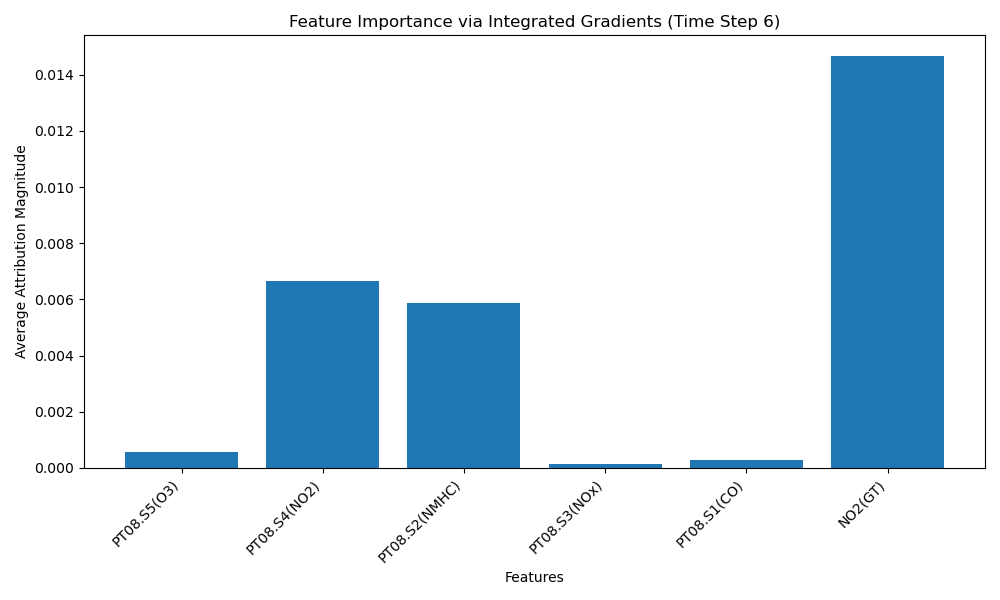 Feature Importance via Integrated Gradients (Time Step 6)
Average Attribution Magnitude
0.014
0.012
0.010
0.008
0.006
0.004
0.002
0.000
PT08.S5(O3)
PT08.S4(NO2)
PT08.S2(NMHC)
PT08.S3(NOx)
PT08.S1(CO)
NO2(GT)
Features